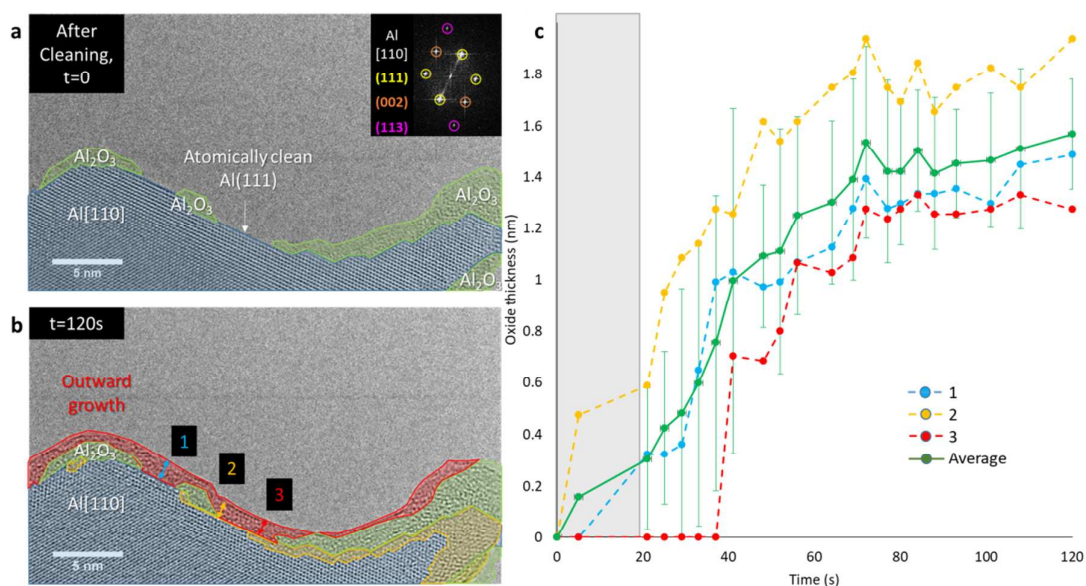 a
After
Cleaning,
t=0
Al
[110]
(111)
(002)
(113)
Al₂O₃
Atomically clean
Al(111)
Al₂O₃
Al₂O₃
Al[110]
Al₂O₃
5 nm
b
t=120s
Outward
growth
1
2
3
Al₂O₃
Al[110]
5 nm
c
Oxide thickness (nm)
1.8
1.6
1.4
1.2
1
0.8
0.6
0.4
0.2
0
0
20
40
60
80
100
120
Time (s)
1
2
3
Average